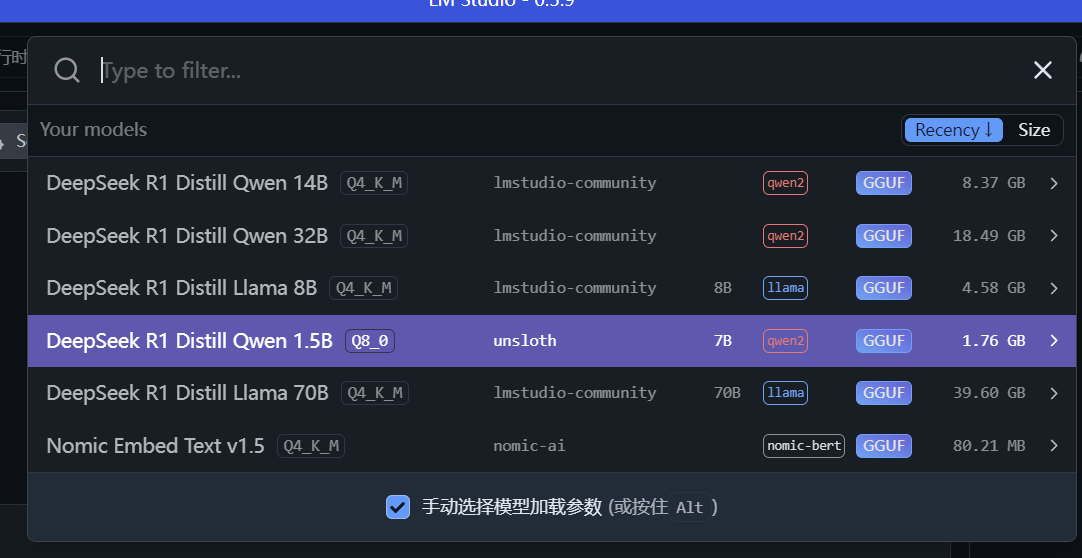 LM Studio - 0.3.9
行时
Type to filter...
Your models Recency ↓ Size
DeepSeek R1 Distill Qwen 14B Q4_K_M lmstudio-community qwen2 GGUF 8.37 GB
DeepSeek R1 Distill Qwen 32B Q4_K_M lmstudio-community qwen2 GGUF 18.49 GB
DeepSeek R1 Distill Llama 8B Q4_K_M lmstudio-community 8B llama GGUF 4.58 GB
DeepSeek R1 Distill Qwen 1.5B Q8_0 unsloth 7B qwen2 GGUF 1.76 GB
DeepSeek R1 Distill Llama 70B Q4_K_M lmstudio-community 70B llama GGUF 39.60 GB
Nomic Embed Text v1.5 Q4_K_M nomic-ai nomic-bert GGUF 80.21 MB
手动选择模型加载参数 (或按住 Alt )